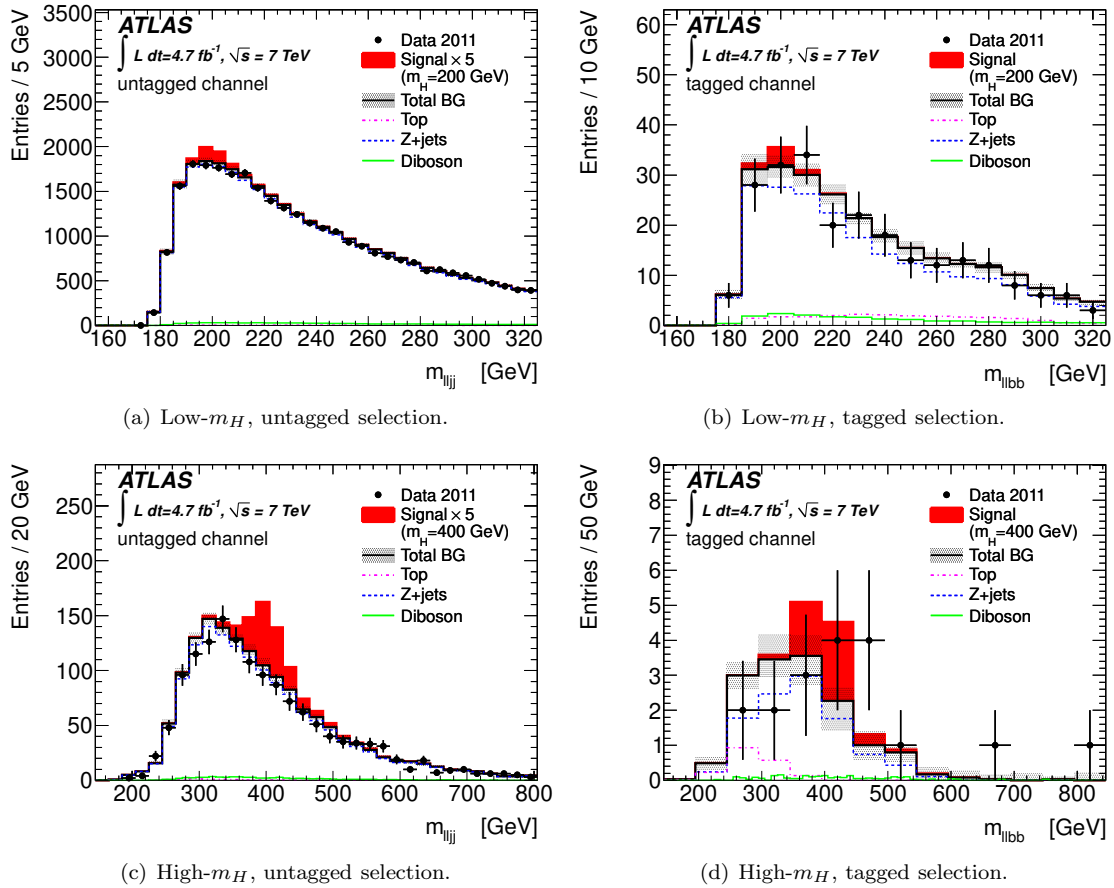 ATLAS
∫ L dt=4.7 fb⁻¹, √s = 7 TeV
untagged channel
Data 2011
Signal × 5
(m_H=200 GeV)
Total BG
Top
Z+jets
Diboson
Entries / 5 GeV
3500
3000
2500
2000
1500
1000
500
0
160 180 200 220 240 260 280 300 320
m_lljj [GeV]
(a) Low-m_H, untagged selection.
ATLAS
∫ L dt=4.7 fb⁻¹, √s = 7 TeV
tagged channel
Data 2011
Signal
(m_H=200 GeV)
Total BG
Top
Z+jets
Diboson
Entries / 10 GeV
60
50
40
30
20
10
0
160 180 200 220 240 260 280 300 320
m_llbb [GeV]
(b) Low-m_H, tagged selection.
ATLAS
∫ L dt=4.7 fb⁻¹, √s = 7 TeV
untagged channel
Data 2011
Signal × 5
(m_H=400 GeV)
Total BG
Top
Z+jets
Diboson
Entries / 20 GeV
250
200
150
100
50
0
200 300 400 500 600 700 800
m_lljj [GeV]
(c) High-m_H, untagged selection.
ATLAS
∫ L dt=4.7 fb⁻¹, √s = 7 TeV
tagged channel
Data 2011
Signal
(m_H=400 GeV)
Total BG
Top
Z+jets
Diboson
Entries / 50 GeV
9
8
7
6
5
4
3
2
1
0
200 300 400 500 600 700 800
m_llbb [GeV]
(d) High-m_H, tagged selection.